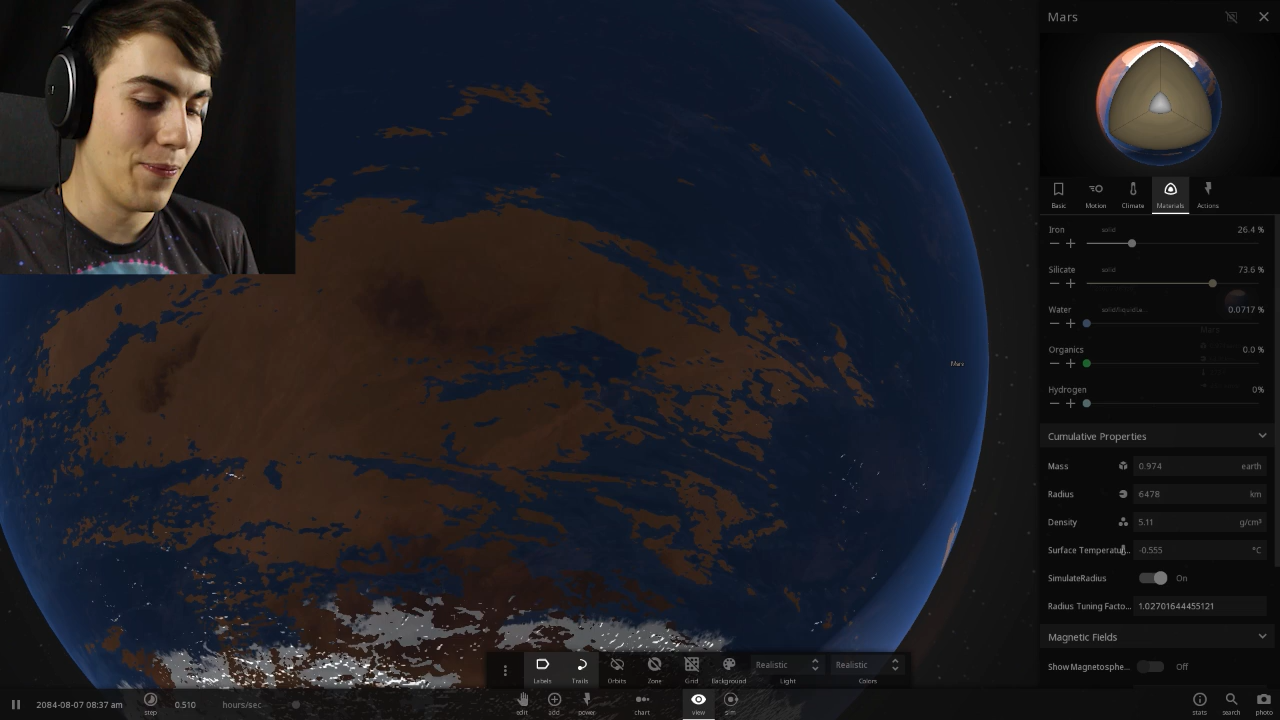 Mars
Basic
Motion
Climate
Materials
Actions
Iron
solid
26.4 %
Silicate
solid
73.6 %
Water
0.0717 %
Organics
0.0 %
Hydrogen
0%
Cumulative Properties
Mass
0.974
earth
Radius
6478
km
Density
5.11
g/cm³
Surface Temperatu...
-0.555
°C
SimulateRadius
On
Radius Tuning Facto...
1.02701644455121
Magnetic Fields
Show Magnetosphe...
Off
Mars
Mars
Labels
Trails
Orbits
Zone
Grid
Background
Realistic
Light
Realistic
Colors
2084-08-07 08:37 am
step
0.510
hours/sec
edit
add
power
chart
view
sim
stats
search
photo